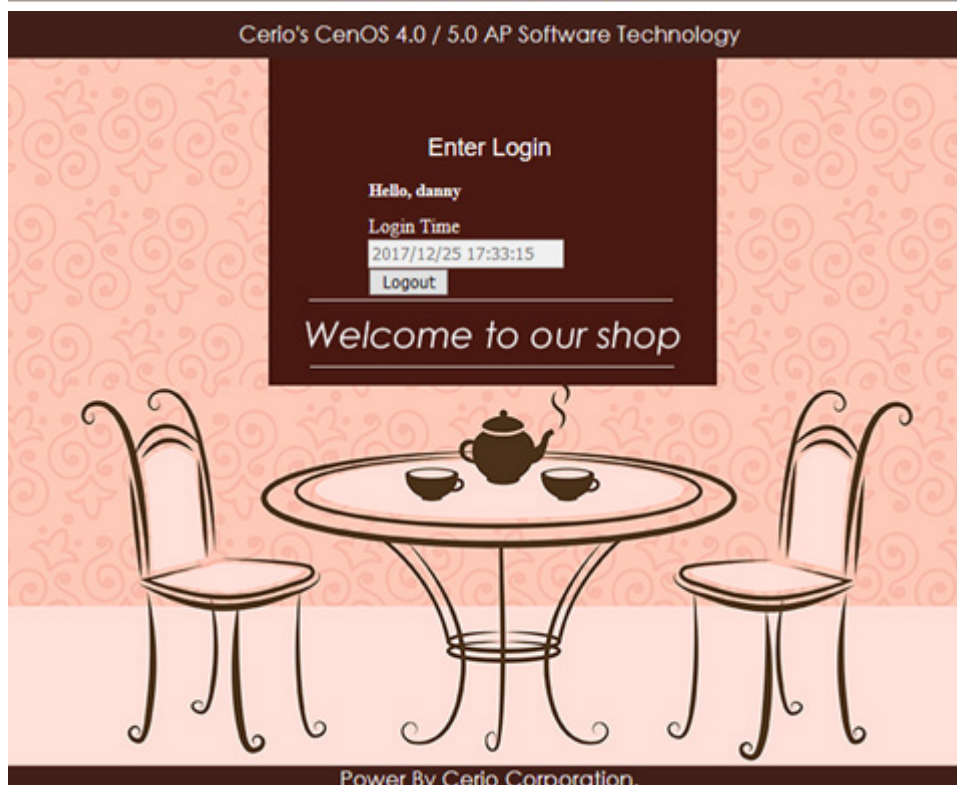 Cerio's CenOS 4.0 / 5.0 AP Software Technology
Enter Login
Hello, danny
Login Time
2017/12/25 17:33:15
Logout
Welcome to our shop
Power By Cerio Corporation.